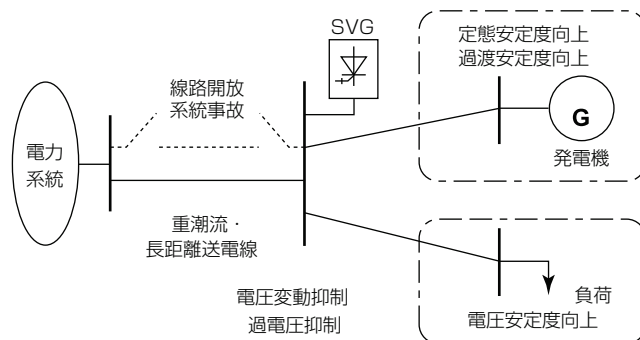 SVG
定態安定度向上
過渡安定度向上
線路開放
系統事故
G
発電機
電力
系統
重潮流・
長距離送電線
電圧変動抑制
過電圧抑制
負荷
電圧安定度向上